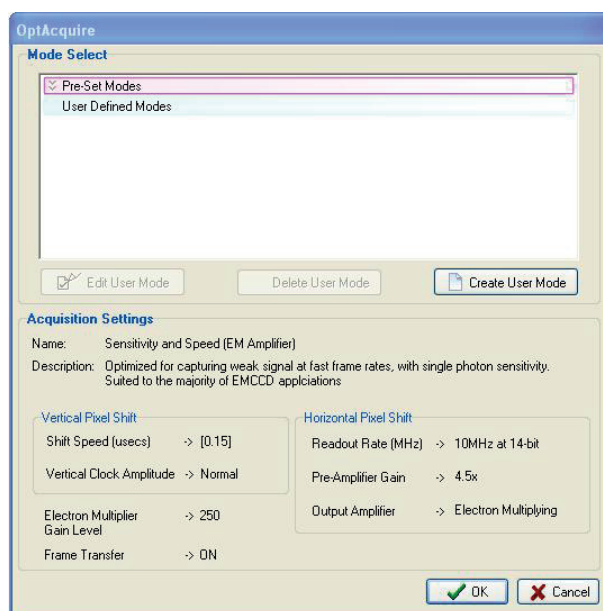 OptAcquire
Mode Select
Pre-Set Modes
User Defined Modes
Edit User Mode
Delete User Mode
Create User Mode
Acquisition Settings
Name: Sensitivity and Speed (EM Amplifier)
Description: Optimized for capturing weak signal at fast frame rates, with single photon sensitivity.
Suited to the majority of EMCCD applciations
Vertical Pixel Shift
Shift Speed (usecs) -> [0.15]
Vertical Clock Amplitude -> Normal
Horizontal Pixel Shift
Readout Rate (MHz) -> 10MHz at 14-bit
Pre-Amplifier Gain -> 4.5x
Output Amplifier -> Electron Multiplying
Electron Multiplier -> 250
Gain Level
Frame Transfer -> ON
OK
Cancel